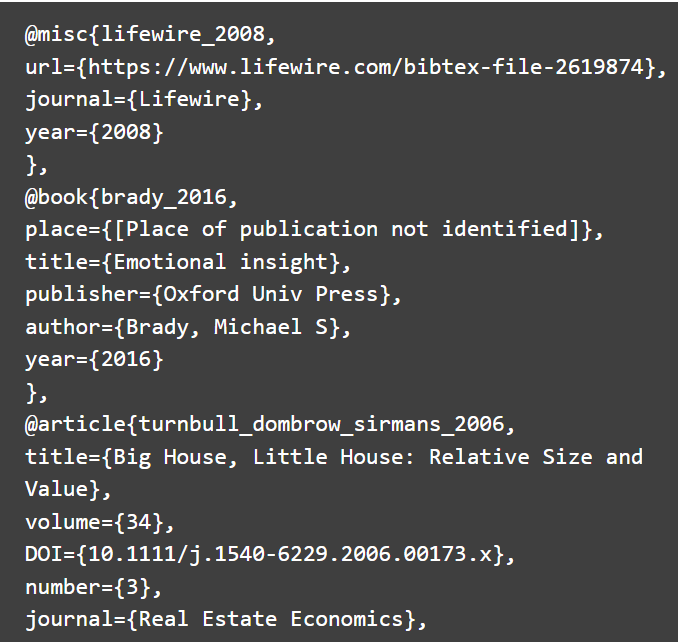 @misc{lifewire_2008,
url={https://www.lifewire.com/bibtex-file-2619874},
journal={Lifewire},
year={2008}
},
@book{brady_2016,
place={[Place of publication not identified]},
title={Emotional insight},
publisher={Oxford Univ Press},
author={Brady, Michael S},
year={2016}
},
@article{turnbull_dombrow_sirmans_2006,
title={Big House, Little House: Relative Size and
Value},
volume={34},
DOI={10.1111/j.1540-6229.2006.00173.x},
number={3},
journal={Real Estate Economics},